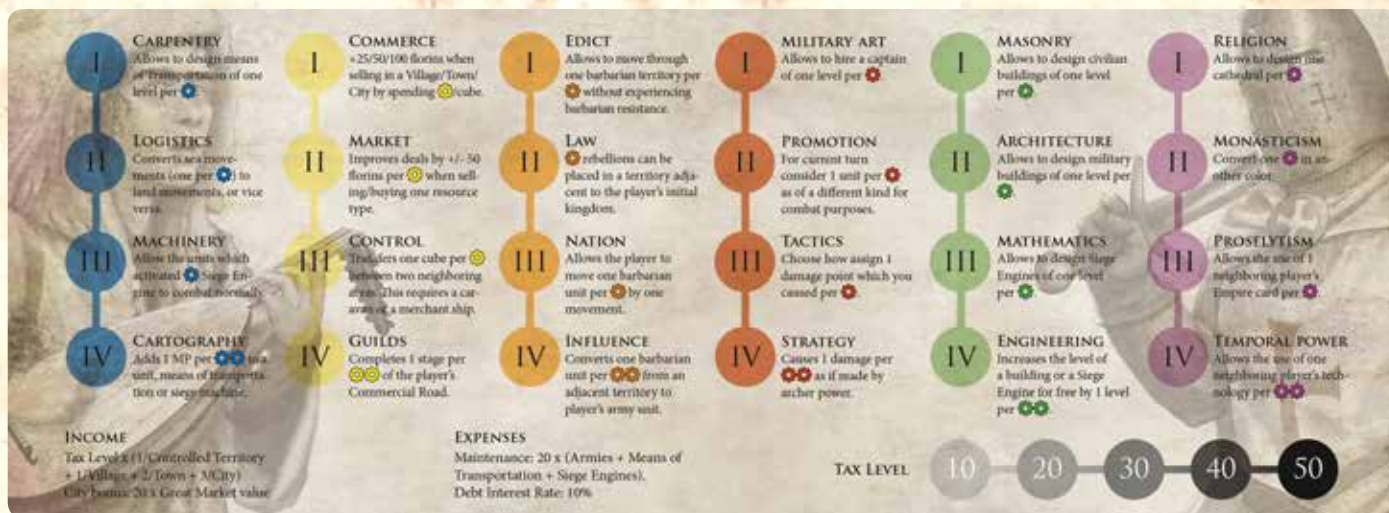 I
CARPENTRY
Allows to design means
of Transportation of one
level per
II
LOGISTICS
Converts sea move-
ments (one per ) to
land movements, or vice
versa.
III
MACHINERY
Allow the units which
activated Siege En-
gine to combat normally.
IV
CARTOGRAPHY
Adds 1 MP per to a
unit, means of transporta-
tion or siege machine.
I
COMMERCE
+25/50/100 florins when
selling in a Village/Town/
City by spending /cube.
II
MARKET
Improves deals by +/- 50
florins per when sell-
ing/buying one resource
type.
III
CONTROL
one cube per
between two neighboring
areas. This requires a car-
avan or a merchant ship.
IV
GUILDS
Completes 1 stage per
of the player's
Commercial Road.
I
EDICT
Allows to move through
one barbarian territory per
without experiencing
barbarian resistance.
II
LAW
rebellions can be
placed in a territory adja-
cent to the player's initial
kingdom.
III
NATION
Allows the player to
move one barbarian
unit per by one
movement.
IV
INFLUENCE
Converts one barbarian
unit per from an
adjacent territory to
player's army unit.
I
MILITARY ART
Allows to hire a captain
of one level per .
II
PROMOTION
For current turn
consider 1 unit per
as of a different kind for
combat purposes.
III
TACTICS
Choose how assign 1
damage point which you
caused per .
IV
STRATEGY
Causes 1 damage per
as if made by
archer power.
I
MASONRY
Allows to design civilian
buildings of one level
per .
II
ARCHITECTURE
Allows to design military
buildings of one level per
.
III
MATHEMATICS
Allows to design Siege
Engines of one level
per .
IV
ENGINEERING
Increases the level of
a building or a Siege
Engine for free by 1 level
per .
I
RELIGION
Allows to design one
cathedral per .
II
MONASTICISM
Convert one in an-
other color.
III
PROSELYTISM
Allows the use of 1
neighboring player's
Empire card per .
IV
TEMPORAL POWER
Allows the use of one
neighboring player's tech-
nology per .
INCOME
Tax Level x (1/Controlled Territory
+ 1/Village + 2/Town + 3/City)
City bonus: 20 x Great Market value
EXPENSES
Maintenance: 20 x (Armies + Means of
Transportation + Siege Engines).
Debt Interest Rate: 10%
TAX LEVEL
10 20 30 40 50